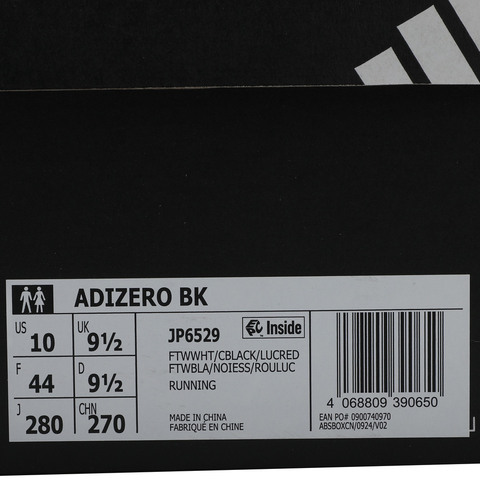 ADIZERO BK
US
10
UK
9½
F
44
D
9½
J
280
CHN
270
JP6529
Inside
FTWWHT/CBLACK/LUCRED
FTWBLA/NOIESS/ROULUC
RUNNING
MADE IN CHINA
FABRIQUÉ EN CHINE
4 068809 390650
EAN PO# 0900740970
ABSBOXCN/0924/V02